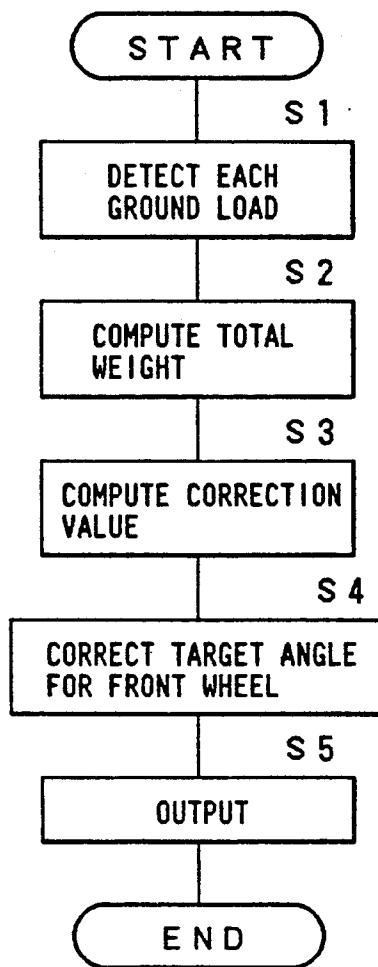 START
S1
DETECT EACH
GROUND LOAD
S2
COMPUTE TOTAL
WEIGHT
S3
COMPUTE CORRECTION
VALUE
S4
CORRECT TARGET ANGLE
FOR FRONT WHEEL
S5
OUTPUT
END